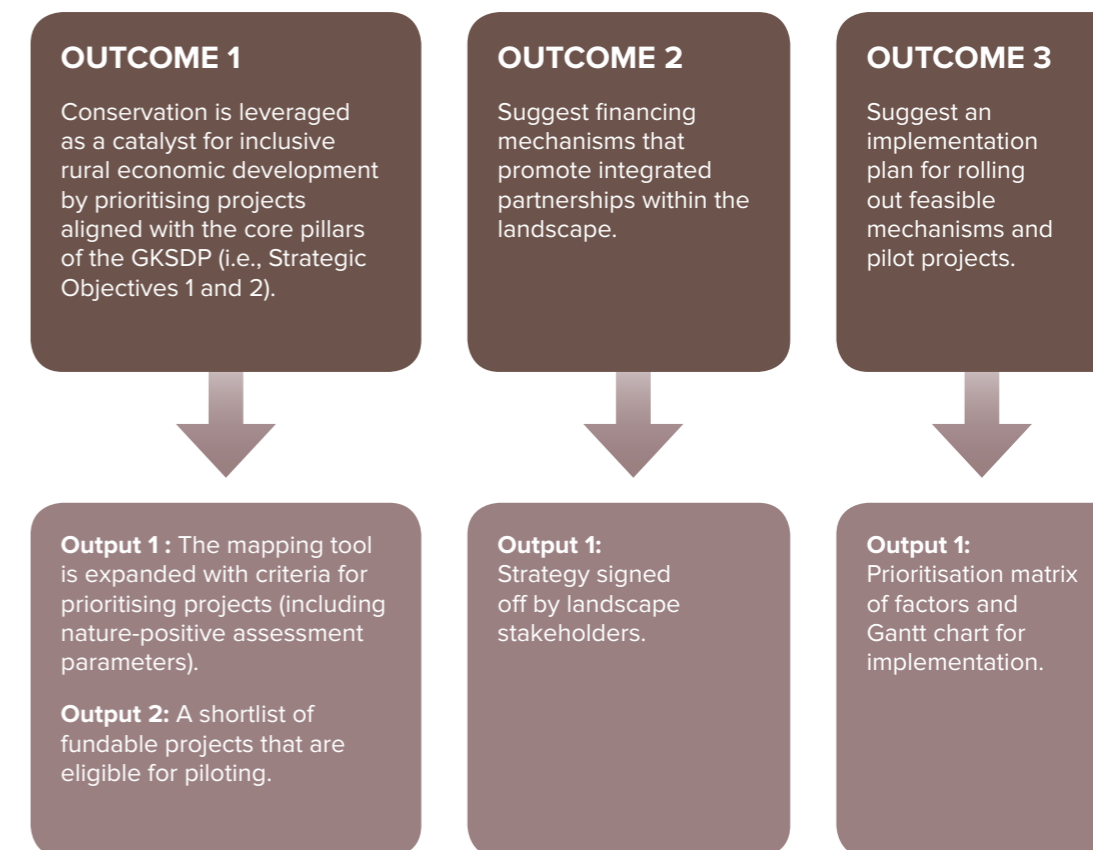 OUTCOME 1
Conservation is leveraged
as a catalyst for inclusive
rural economic development
by prioritising projects
aligned with the core pillars
of the GKSDP (i.e., Strategic
Objectives 1 and 2).
OUTCOME 2
Suggest financing
mechanisms that
promote integrated
partnerships within the
landscape.
OUTCOME 3
Suggest an
implementation
plan for rolling
out feasible
mechanisms and
pilot projects.
Output 1 : The mapping tool
is expanded with criteria for
prioritising projects (including
nature-positive assessment
parameters).
Output 2: A shortlist of
fundable projects that are
eligible for piloting.
Output 1:
Strategy signed
off by landscape
stakeholders.
Output 1:
Prioritisation matrix
of factors and
Gantt chart for
implementation.